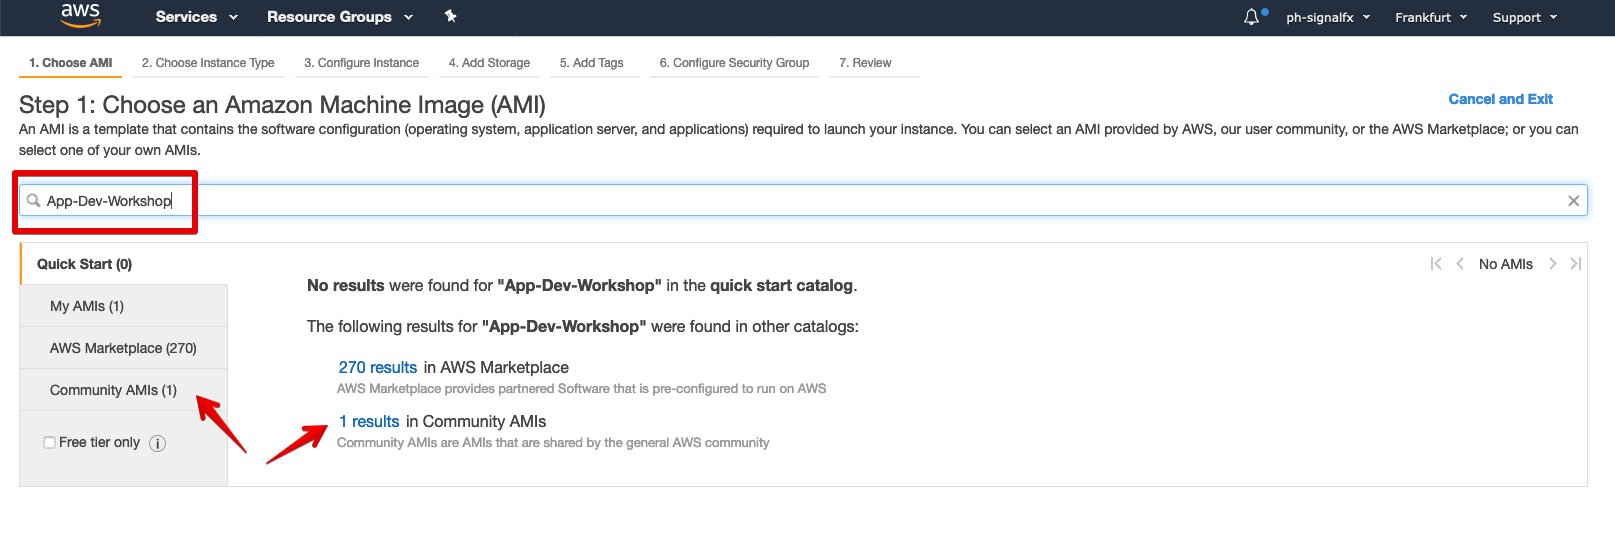 aws
Services
Resource Groups
ph-signalfx
Frankfurt
Support
1. Choose AMI
2. Choose Instance Type
3. Configure Instance
4. Add Storage
5. Add Tags
6. Configure Security Group
7. Review
Step 1: Choose an Amazon Machine Image (AMI)
Cancel and Exit
An AMI is a template that contains the software configuration (operating system, application server, and applications) required to launch your instance. You can select an AMI provided by AWS, our user community, or the AWS Marketplace; or you can
select one of your own AMIs.
App-Dev-Workshop
Quick Start (0)
No AMIs
My AMIs (1)
AWS Marketplace (270)
Community AMIs (1)
Free tier only
No results were found for "App-Dev-Workshop" in the quick start catalog.
The following results for "App-Dev-Workshop" were found in other catalogs:
270 results in AWS Marketplace
AWS Marketplace provides partnered Software that is pre-configured to run on AWS
1 results in Community AMIs
Community AMIs are AMIs that are shared by the general AWS community